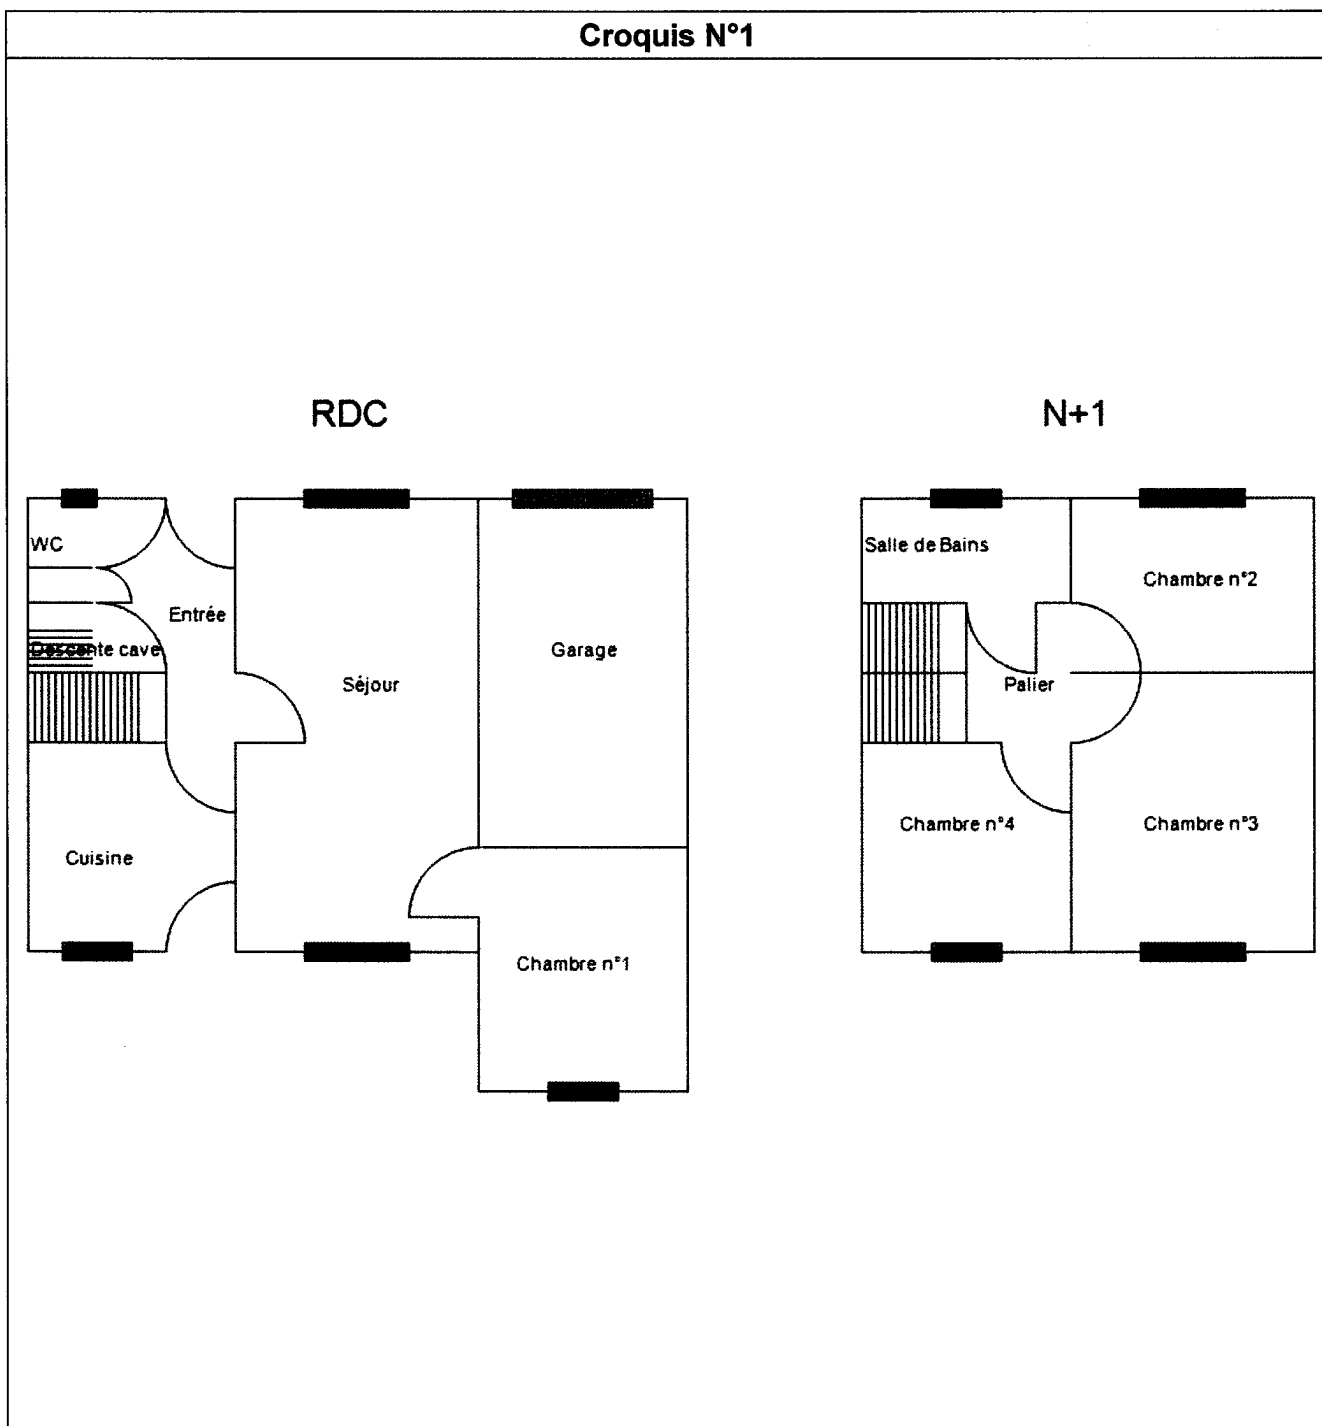 Croquis N°1
RDC
N+1
WC
Entrée
Descente cave
Séjour
Garage
Cuisine
Chambre n°1
Salle de Bains
Chambre n°2
Palier
Chambre n°4
Chambre n°3